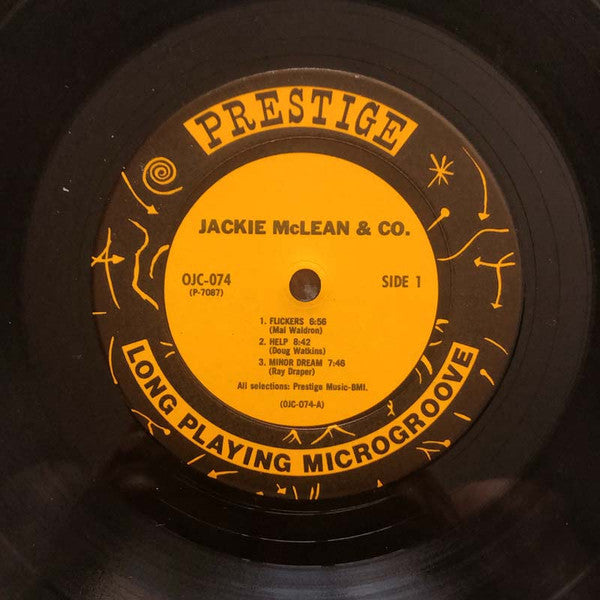 PRESTIGE
JACKIE McLEAN & CO.
OJC-074
(P-7087)
SIDE 1
1. FLICKERS 6:56
(Mal Waldron)
2. HELP 8:42
(Doug Watkins)
3. MINOR DREAM 7:48
(Ray Draper)
All selections: Prestige Music-BMI.
(OJC-074-A)
LONG PLAYING MICROGROOVE